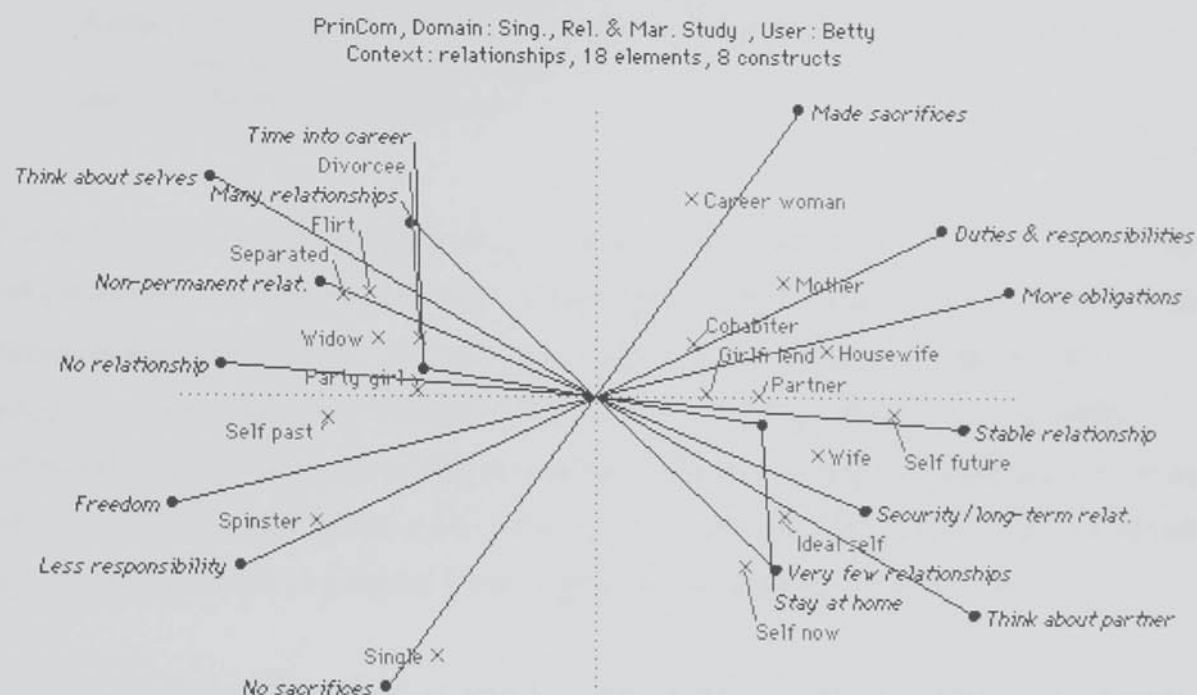 PrinCom, Domain: Sing., Rel. & Mar. Study , User: Betty
Context: relationships, 18 elements, 8 constructs
Made sacrifices
Time into career
Divorcee
Think about selves
Many relationships
Career woman
Flirt
Duties & responsibilities
Separated
Non-permanent relat.
Mother
More obligations
Cohabiter
Widow
Girlfriend
Housewife
No relationship
Party girl
Partner
Self past
Stable relationship
Wife
Self future
Freedom
Security/long-term relat.
Spinster
Ideal self
Less responsibility
Very few relationships
Stay at home
Think about partner
Self now
Single
No sacrifices